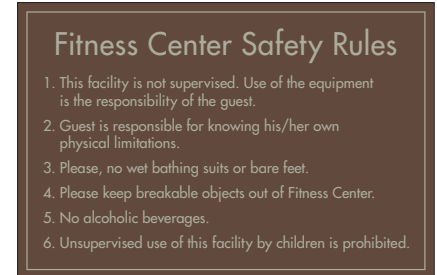 Fitness Center Safety Rules
1. This facility is not supervised. Use of the equipment
is the responsibility of the guest.
2. Guest is responsible for knowing his/her own
physical limitations.
3. Please, no wet bathing suits or bare feet.
4. Please keep breakable objects out of Fitness Center.
5. No alcoholic beverages.
6. Unsupervised use of this facility by children is prohibited.